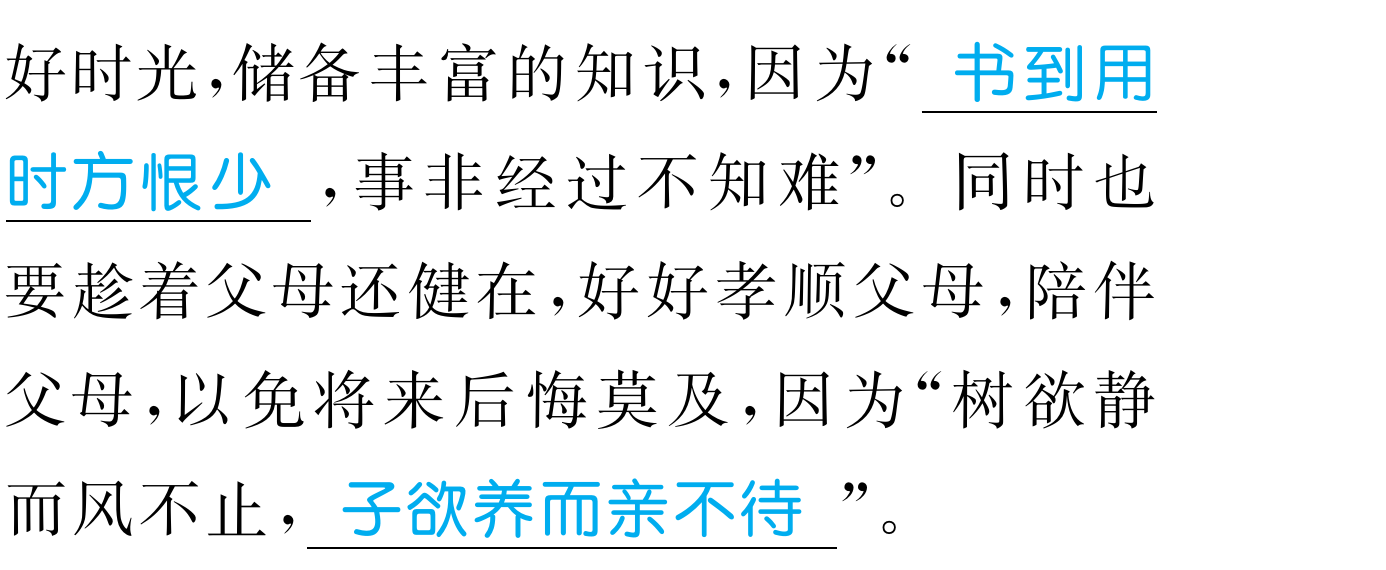 好时光,储备丰富的知识,因为“ 书到用
时方恨少 ,事非经过不知难”。同时也
要趁着父母还健在,好好孝顺父母,陪伴
父母,以免将来后悔莫及,因为“树欲静
而风不止, 子欲养而亲不待 ”。